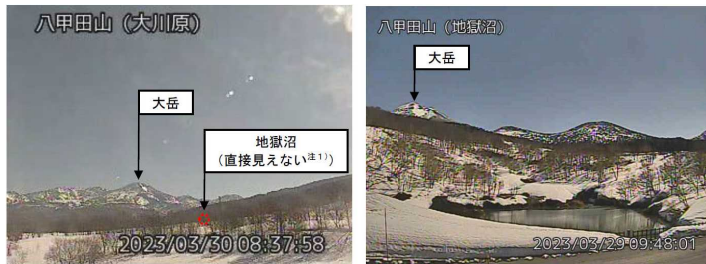 八甲田山（大川原）
大岳
地獄沼
（直接見えない注1））
2023/03/30 08:37:58
八甲田山（地獄沼）
大岳
2023/03/29 09:48:01